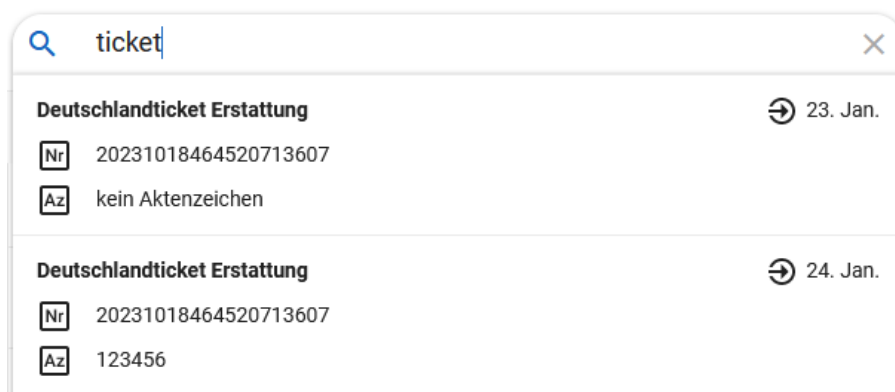 ticket
Deutschlandticket Erstattung 23. Jan.
Nr 20231018464520713607
Az kein Aktenzeichen
Deutschlandticket Erstattung 24. Jan.
Nr 20231018464520713607
Az 123456